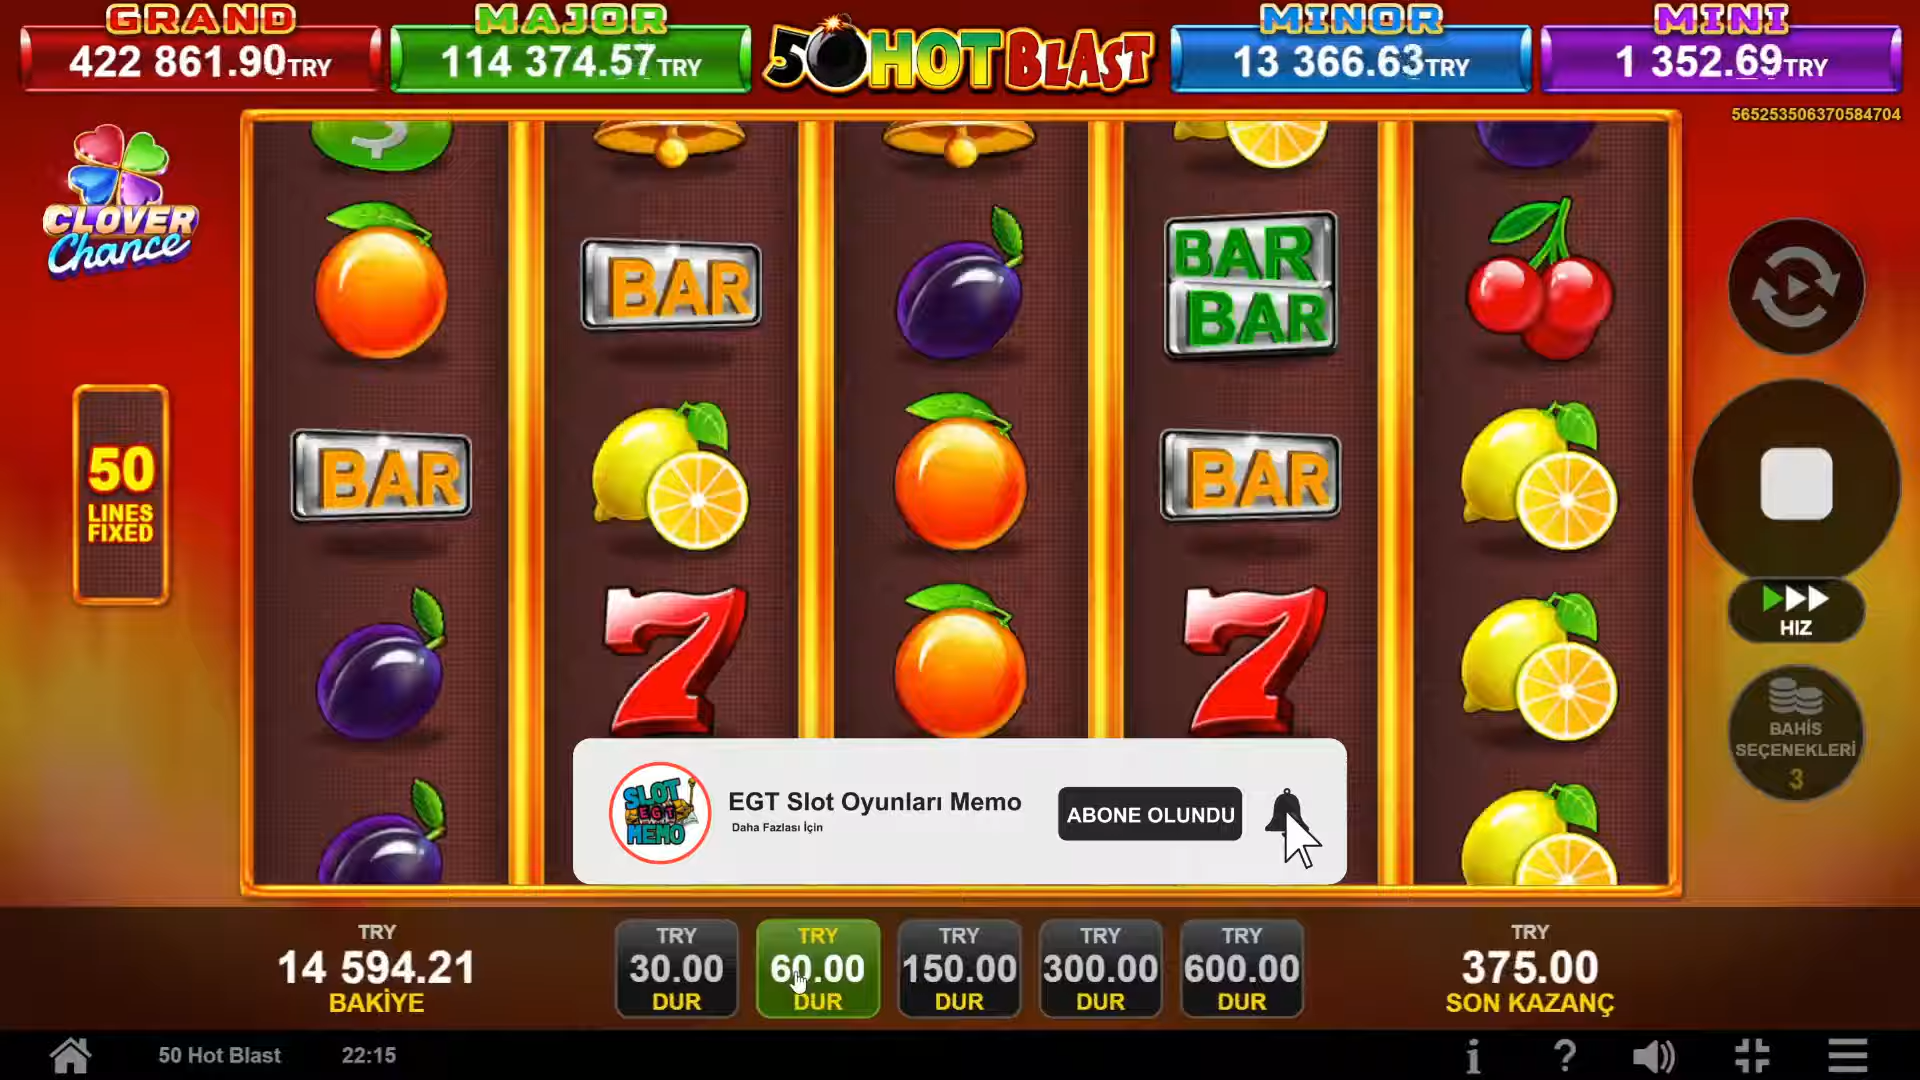 GRAND
422 861.90TRY
MAJOR
114 374.57TRY
50 HOT BLAST
MINOR
13 366.63TRY
MINI
1 352.69TRY
565253506370584704
CLOVER
Chance
BAR
BAR
BAR
BAR
BAR
50
LINES
FIXED
7
7
HIZ
BAHİS
SEÇENEKLERİ
3
SLOT
EGT
MEMO
EGT Slot Oyunları Memo
Daha Fazlası İçin
ABONE OLUNDU
TRY
14 594.21
BAKİYE
TRY
30.00
DUR
TRY
60.00
DUR
TRY
150.00
DUR
TRY
300.00
DUR
TRY
600.00
DUR
TRY
375.00
SON KAZANÇ
50 Hot Blast
22:15